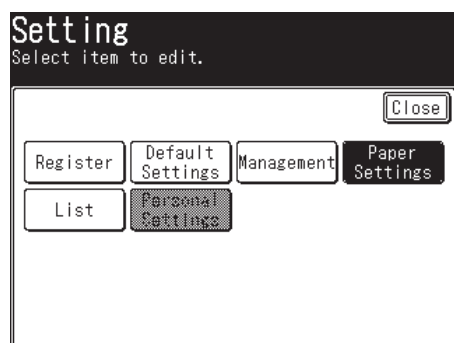 Setting
Select item to edit.
Close
Register
Default
Settings
Management
Paper
Settings
List
Personal
Settings